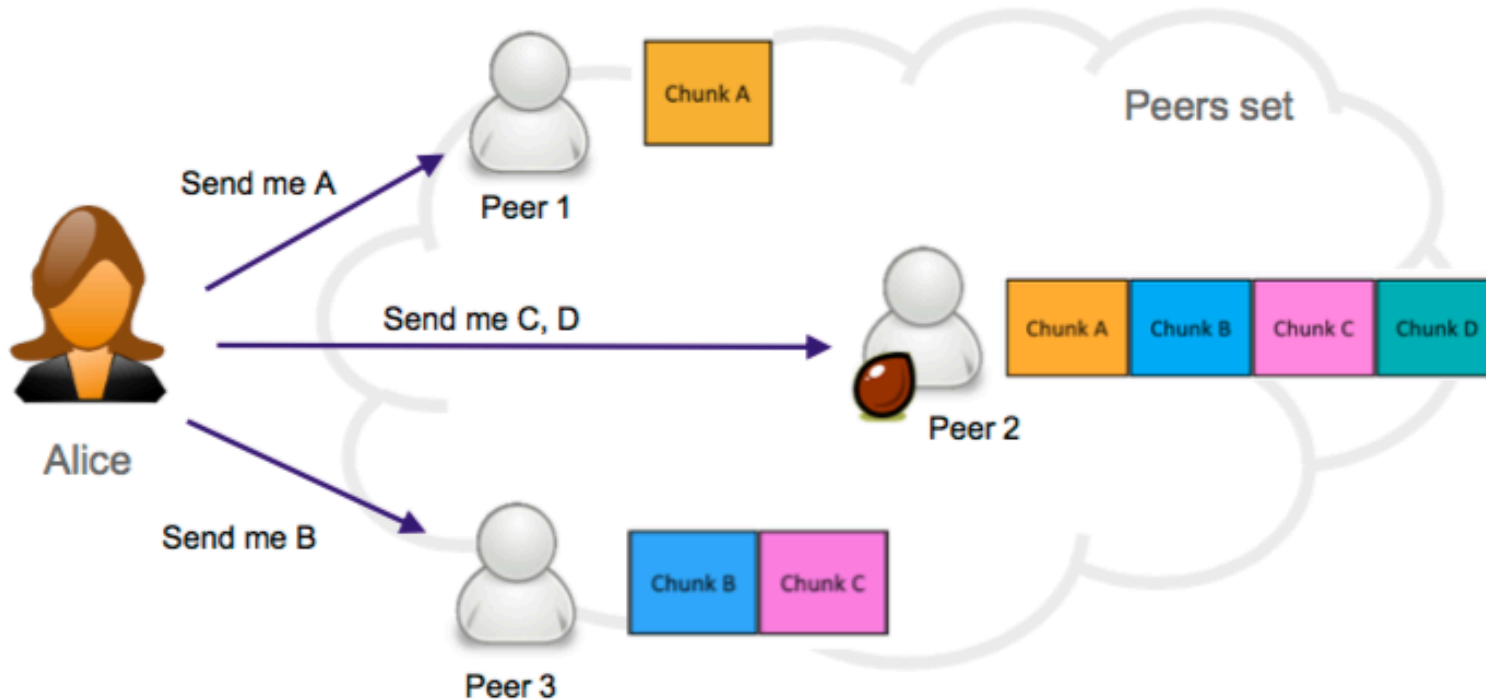 Chunk A
Peers set
Send me A
Peer 1
Send me C, D
Chunk A
Chunk B
Chunk C
Chunk D
Peer 2
Alice
Send me B
Chunk B
Chunk C
Peer 3